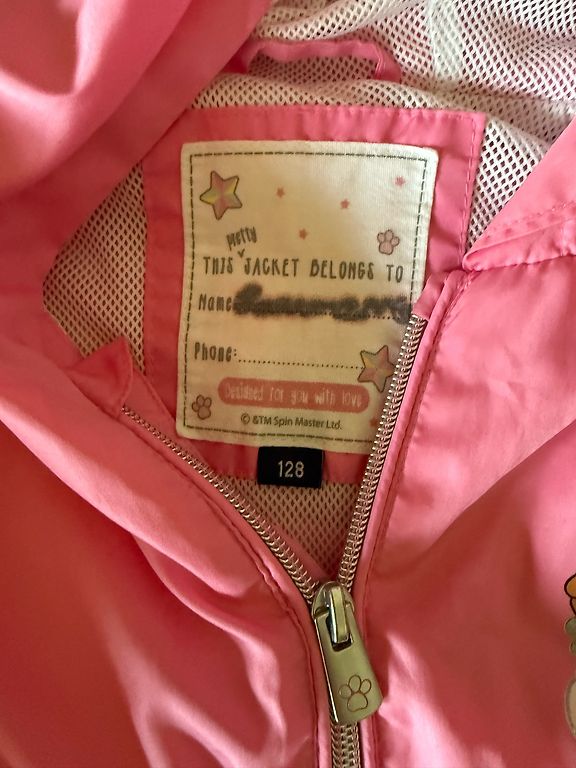 Pretty
THIS JACKET BELONGS TO
Name
Phone:
Designed for you with love
© &TM Spin Master Ltd.
128